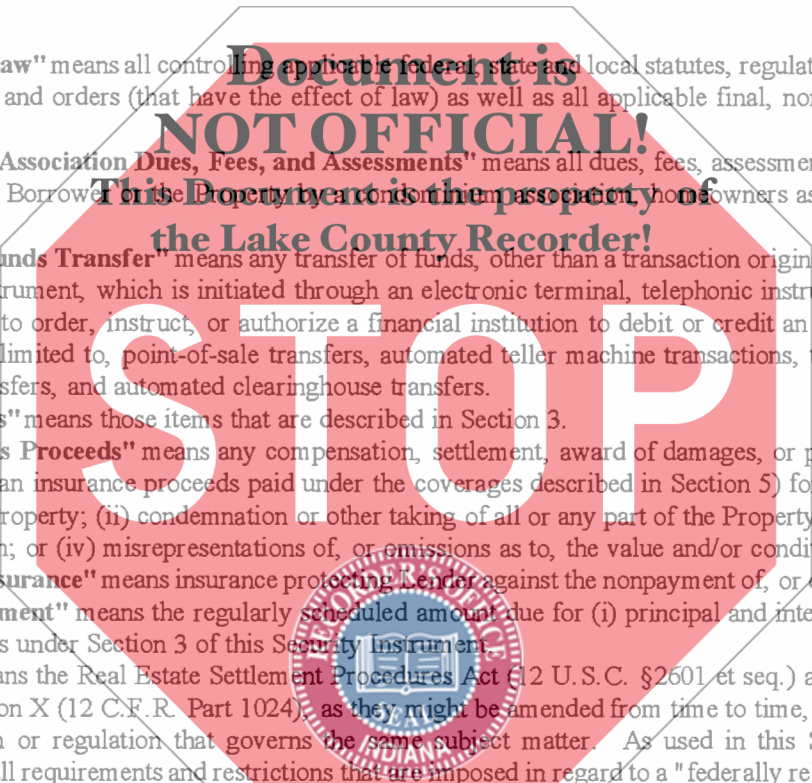 Document is
aw" means all controlling applicable federal, state and local statutes, regulat
and orders (that have the effect of law) as well as all applicable final, no
NOT OFFICIAL!
Association Dues, Fees, and Assessments" means all dues, fees, assessme
This Document is the property of
Borrower or the Property by a condominium association, homeowners as
the Lake County Recorder!
unds Transfer" means any transfer of funds, other than a transaction origin
rument, which is initiated through an electronic terminal, telephonic instr
to order, instruct, or authorize a financial institution to debit or credit an
limited to, point-of-sale transfers, automated teller machine transactions,
sfers, and automated clearinghouse transfers.
s" means those items that are described in Section 3.
STOP
s Proceeds" means any compensation, settlement, award of damages, or p
an insurance proceeds paid under the coverages described in Section 5) fo
roperty; (ii) condemnation or other taking of all or any part of the Property
n; or (iv) misrepresentations of, or omissions as to, the value and/or condi
surance" means insurance protecting Lender against the nonpayment of, or
ment" means the regularly scheduled amount due for (i) principal and inte
s under Section 3 of this Security Instrument.
RECORDER'S OFFICE
SEAL
INDIANA
ans the Real Estate Settlement Procedures Act (12 U.S.C. §2601 et seq.) a
on X (12 C.F.R. Part 1024), as they might be amended from time to time,
n or regulation that governs the same subject matter. As used in this S
ll requirements and restrictions that are imposed in regard to a "federally re